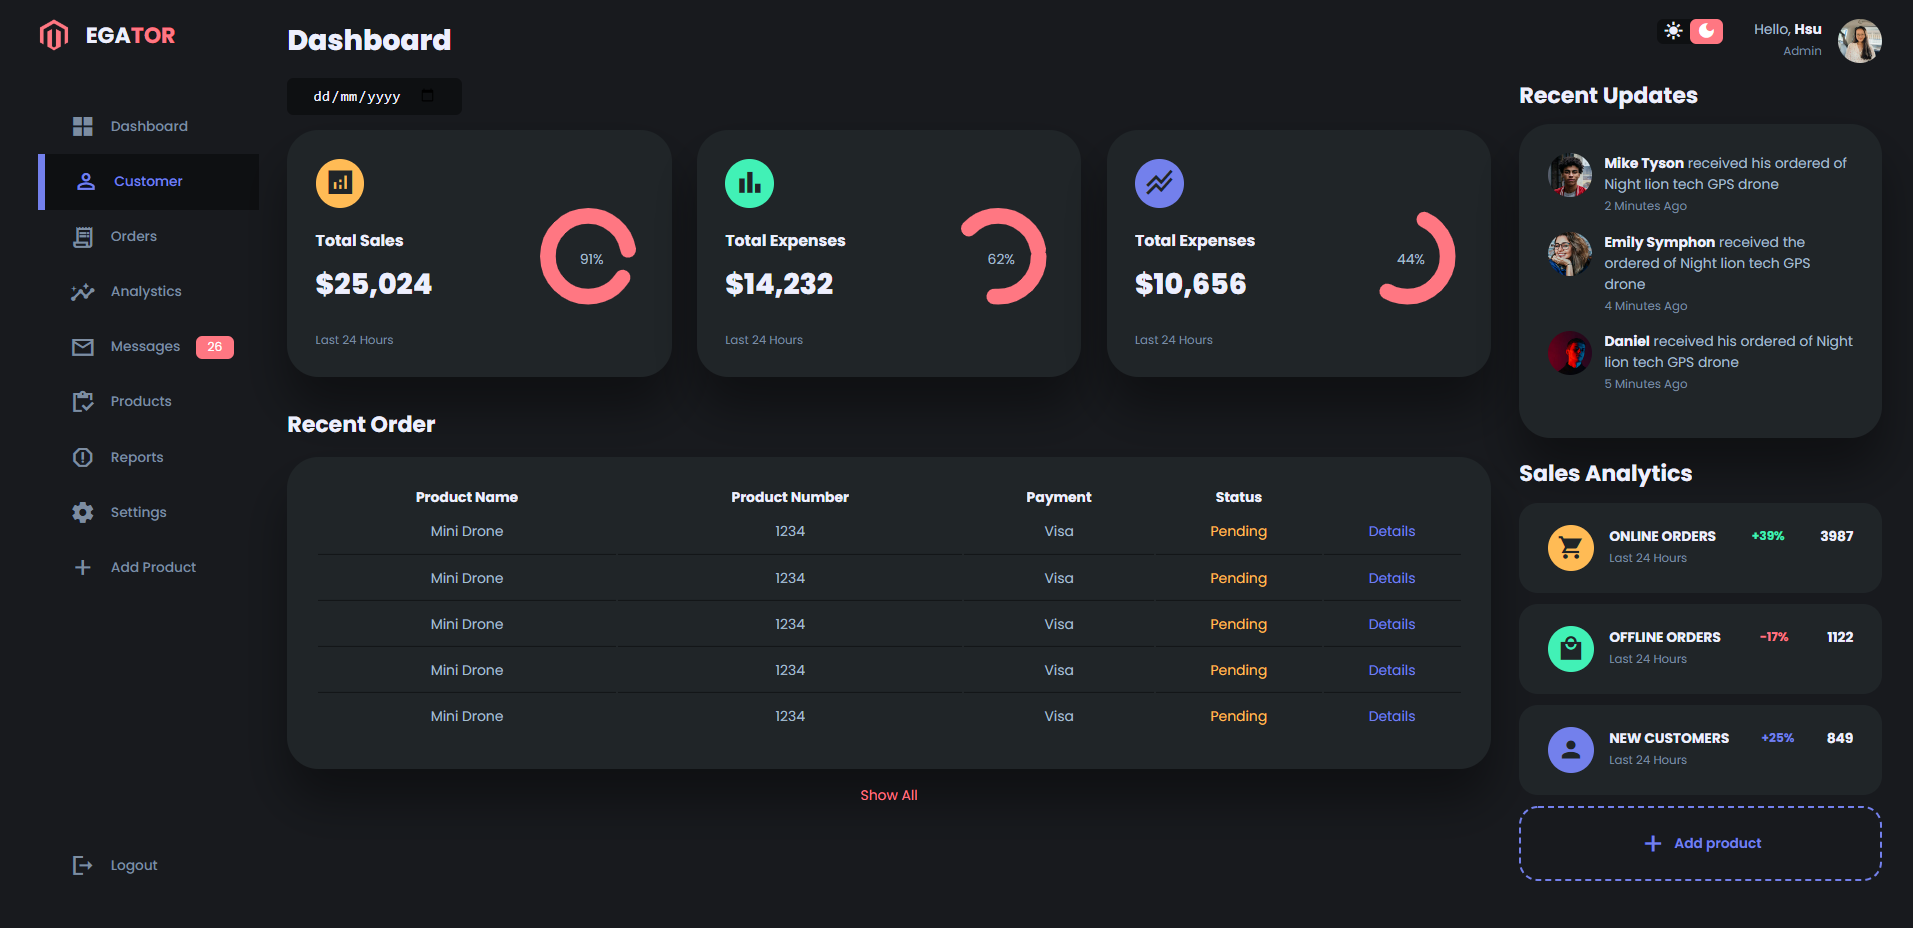 EGATOR
Dashboard
Customer
Orders
Analystics
Messages 26
Products
Reports
Settings
Add Product
Logout
Dashboard
dd/mm/yyyy
Total Sales
$25,024
91%
Last 24 Hours
Total Expenses
$14,232
62%
Last 24 Hours
Total Expenses
$10,656
44%
Last 24 Hours
Recent Order
Product Name Product Number Payment Status
Mini Drone 1234 Visa Pending Details
Mini Drone 1234 Visa Pending Details
Mini Drone 1234 Visa Pending Details
Mini Drone 1234 Visa Pending Details
Mini Drone 1234 Visa Pending Details
Show All
Hello, Hsu
Admin
Recent Updates
Mike Tyson received his ordered of
Night lion tech GPS drone
2 Minutes Ago
Emily Symphon received the
ordered of Night lion tech GPS
drone
4 Minutes Ago
Daniel received his ordered of Night
lion tech GPS drone
5 Minutes Ago
Sales Analytics
ONLINE ORDERS +39% 3987
Last 24 Hours
OFFLINE ORDERS -17% 1122
Last 24 Hours
NEW CUSTOMERS +25% 849
Last 24 Hours
Add product